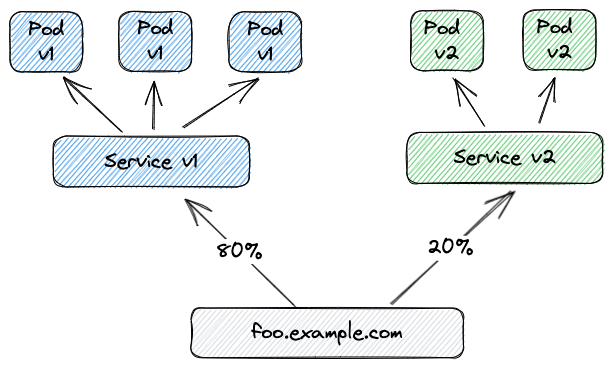 Pod
v1
Pod
v1
Pod
v1
Pod
v2
Pod
v2
Service v1
Service v2
80%
20%
foo.example.com